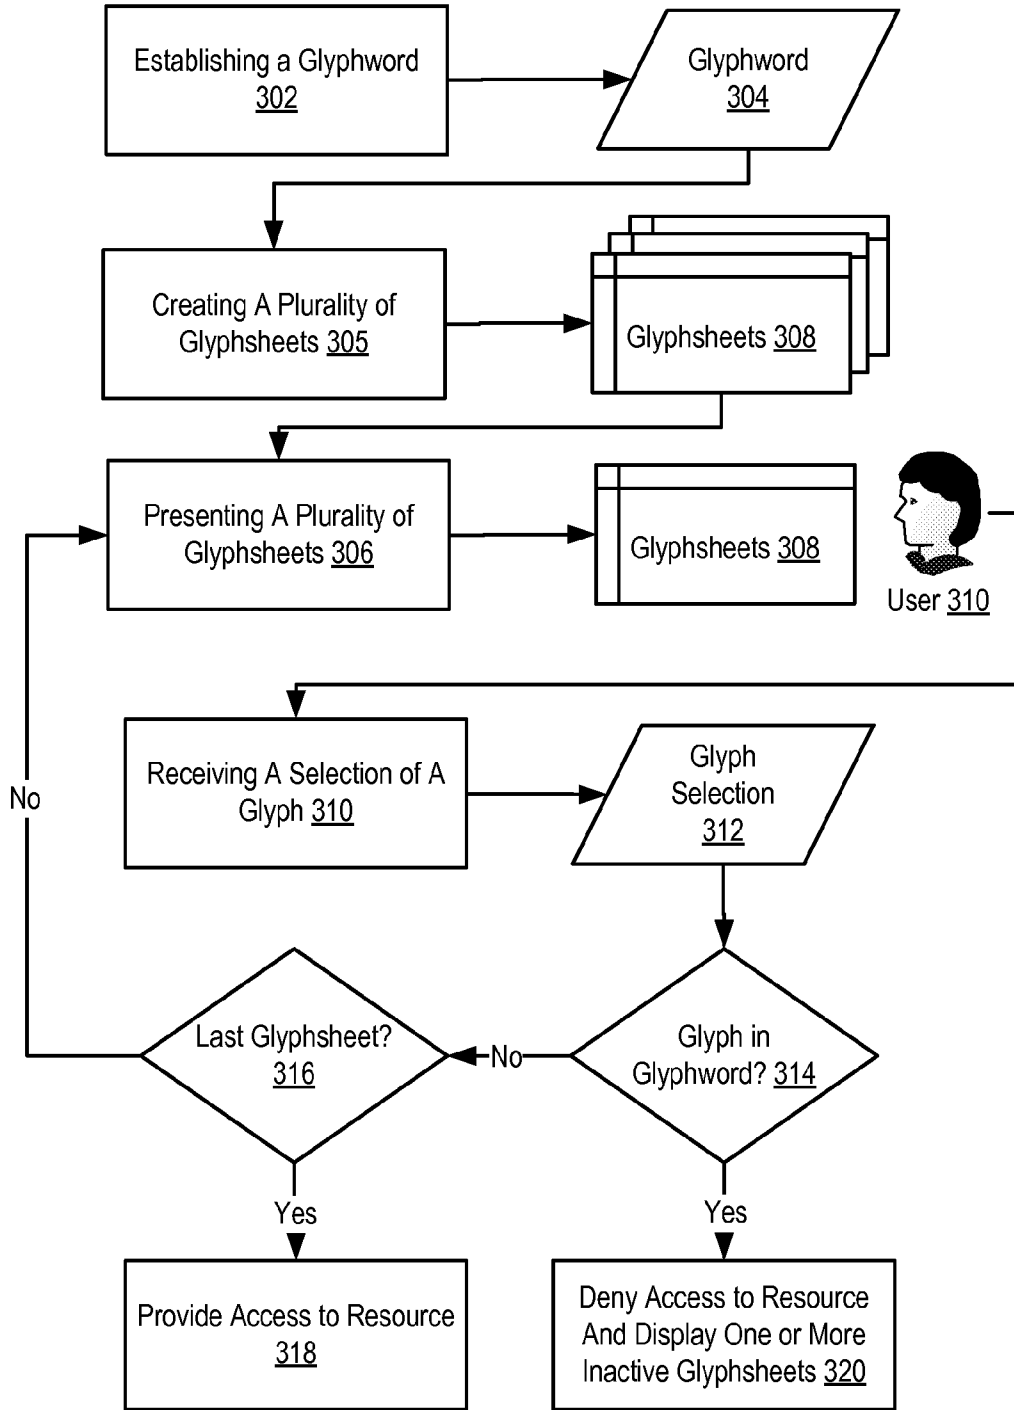 Establishing a Glyphword
302
Glyphword
304
Creating A Plurality of
Glyphsheets 305
Glyphsheets 308
Presenting A Plurality of
Glyphsheets 306
Glyphsheets 308
User 310
Receiving A Selection of A
Glyph 310
Glyph
Selection
312
No
Last Glyphsheet?
316
No
Glyph in
Glyphword? 314
Yes
Yes
Provide Access to Resource
318
Deny Access to Resource
And Display One or More
Inactive Glyphsheets 320